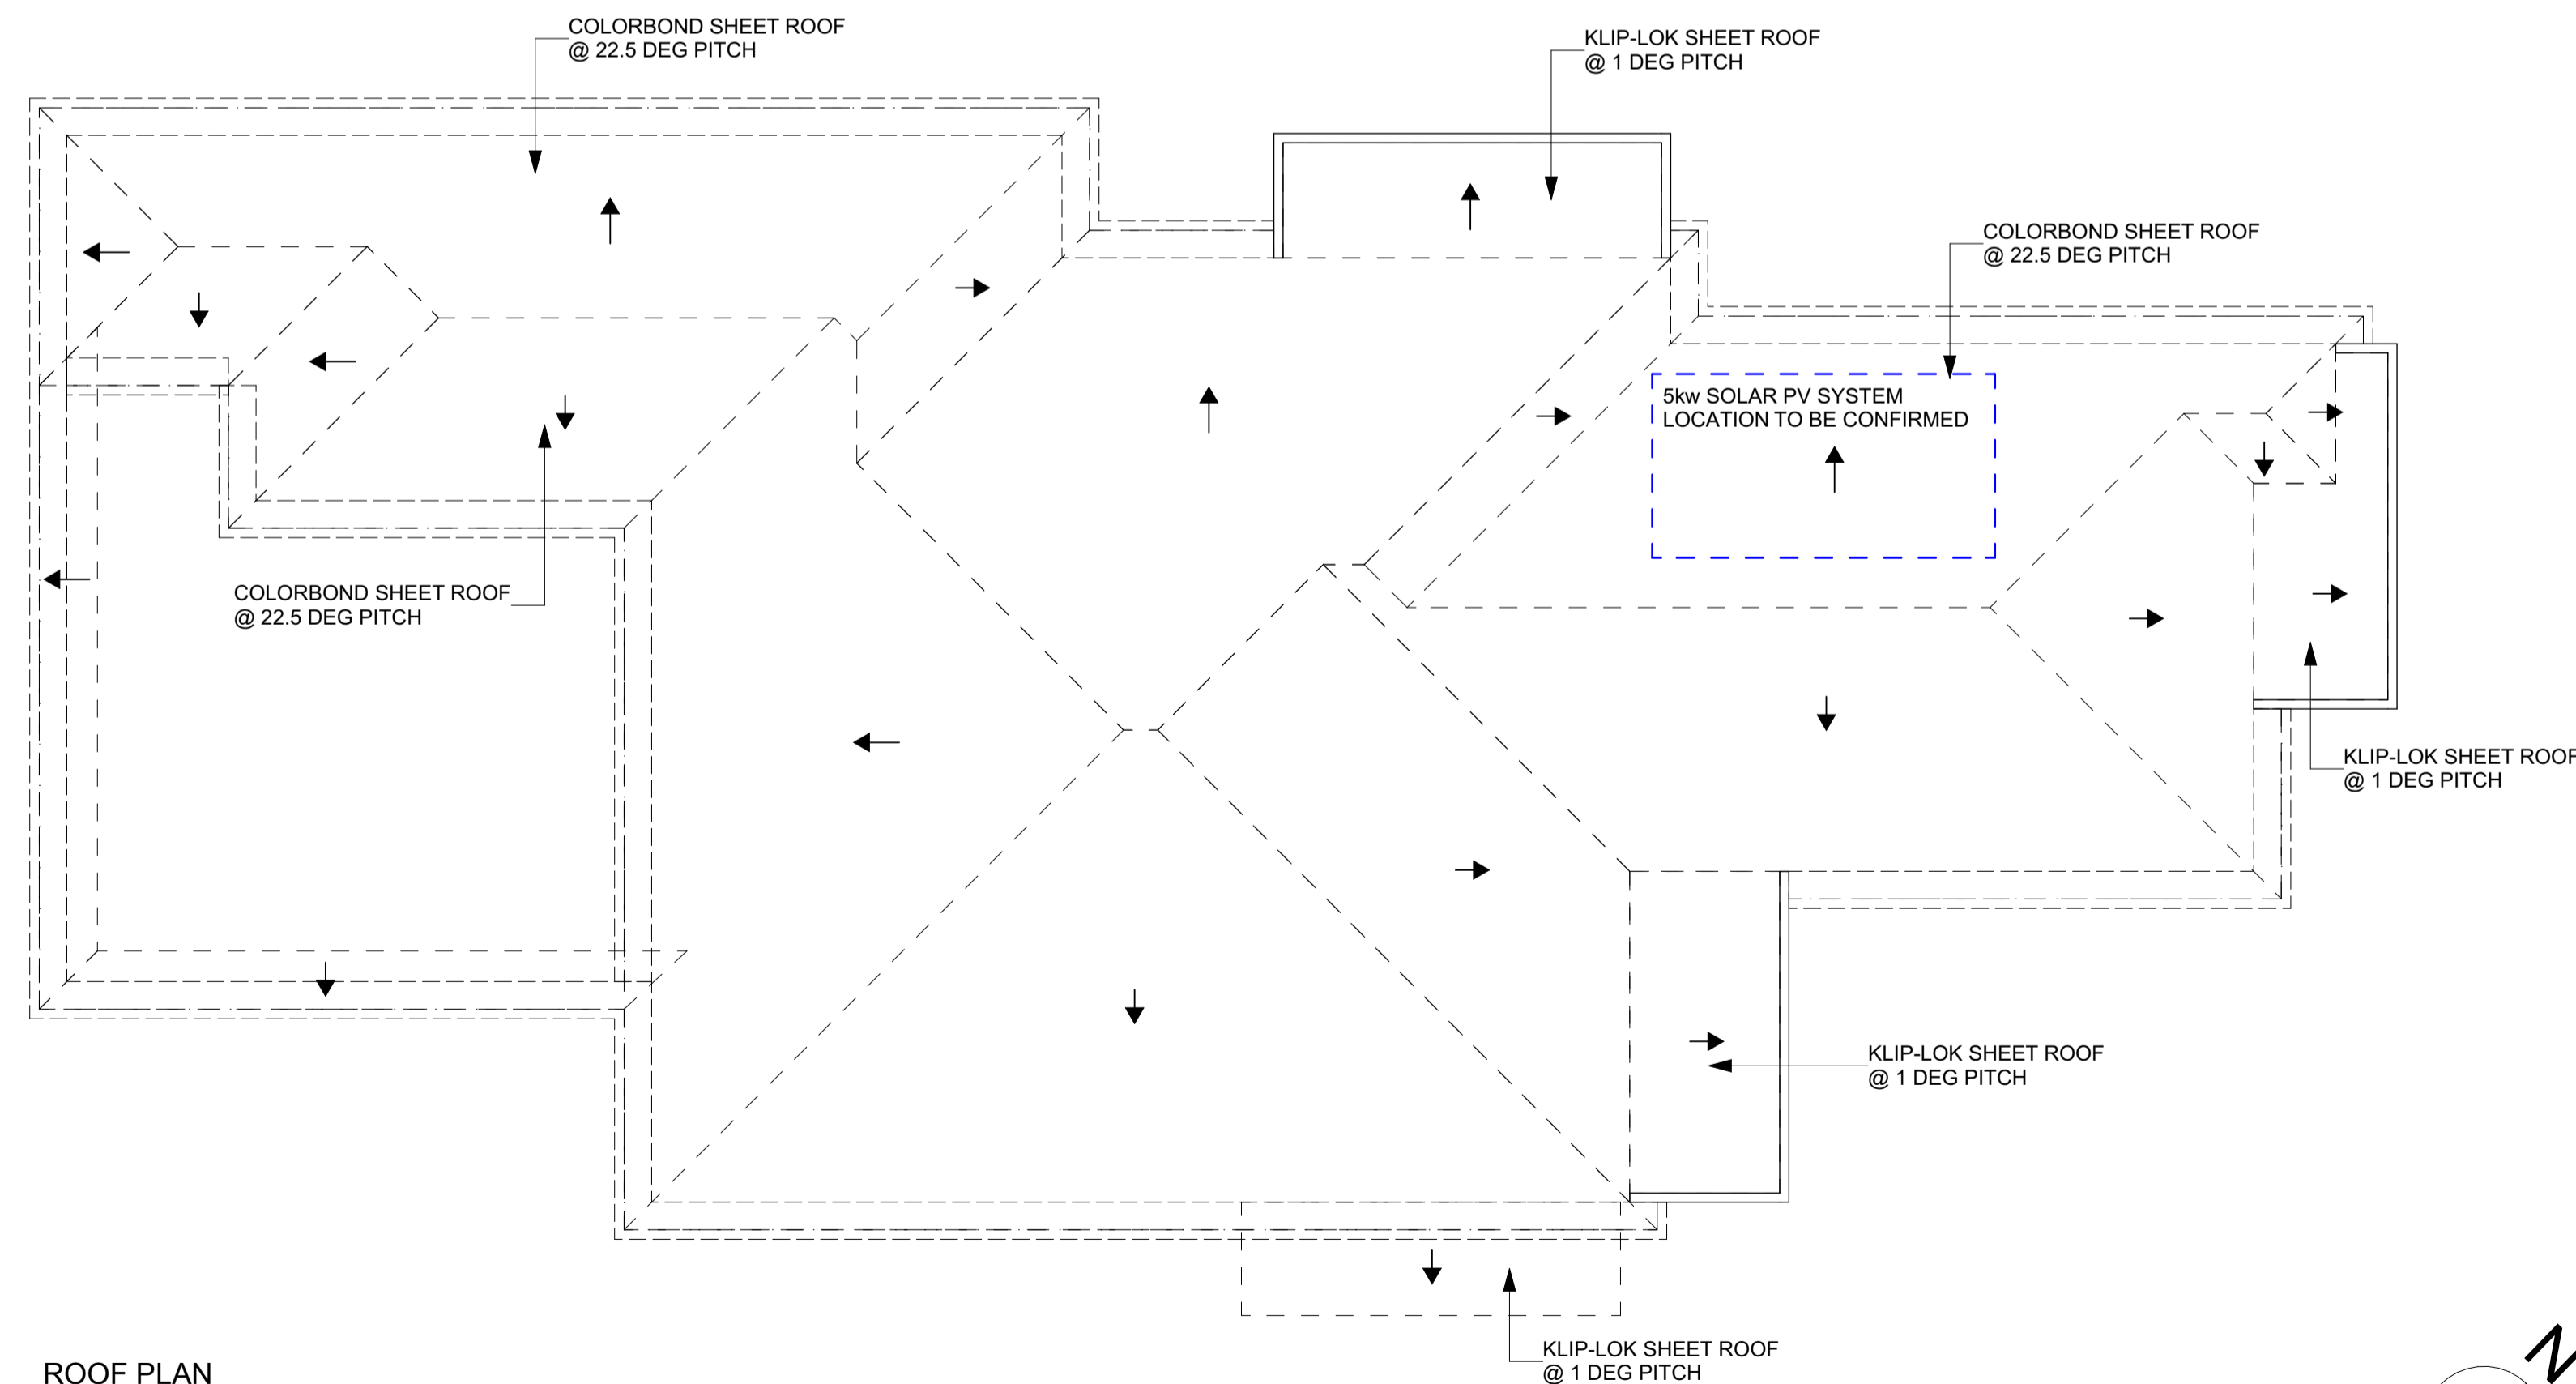 COLORBOND SHEET ROOF
@ 22.5 DEG PITCH
KLIP-LOK SHEET ROOF
@ 1 DEG PITCH
COLORBOND SHEET ROOF
@ 22.5 DEG PITCH
5kw SOLAR PV SYSTEM
LOCATION TO BE CONFIRMED
COLORBOND SHEET ROOF
@ 22.5 DEG PITCH
KLIP-LOK SHEET ROOF
@ 1 DEG PITCH
KLIP-LOK SHEET ROOF
@ 1 DEG PITCH
KLIP-LOK SHEET ROOF
@ 1 DEG PITCH
ROOF PLAN
N